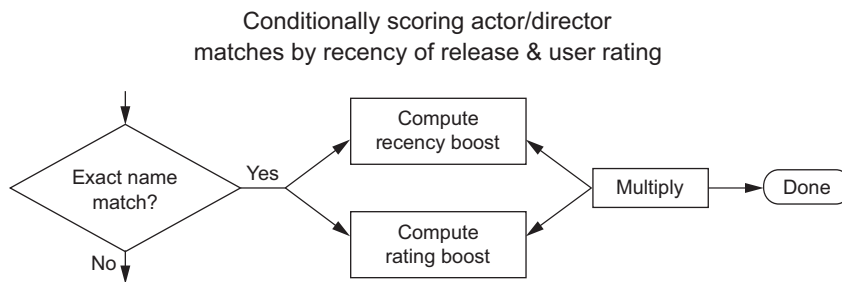 Conditionally scoring actor/director
matches by recency of release & user rating
Exact name
match?
Yes
No
Compute
recency boost
Compute
rating boost
Multiply
Done